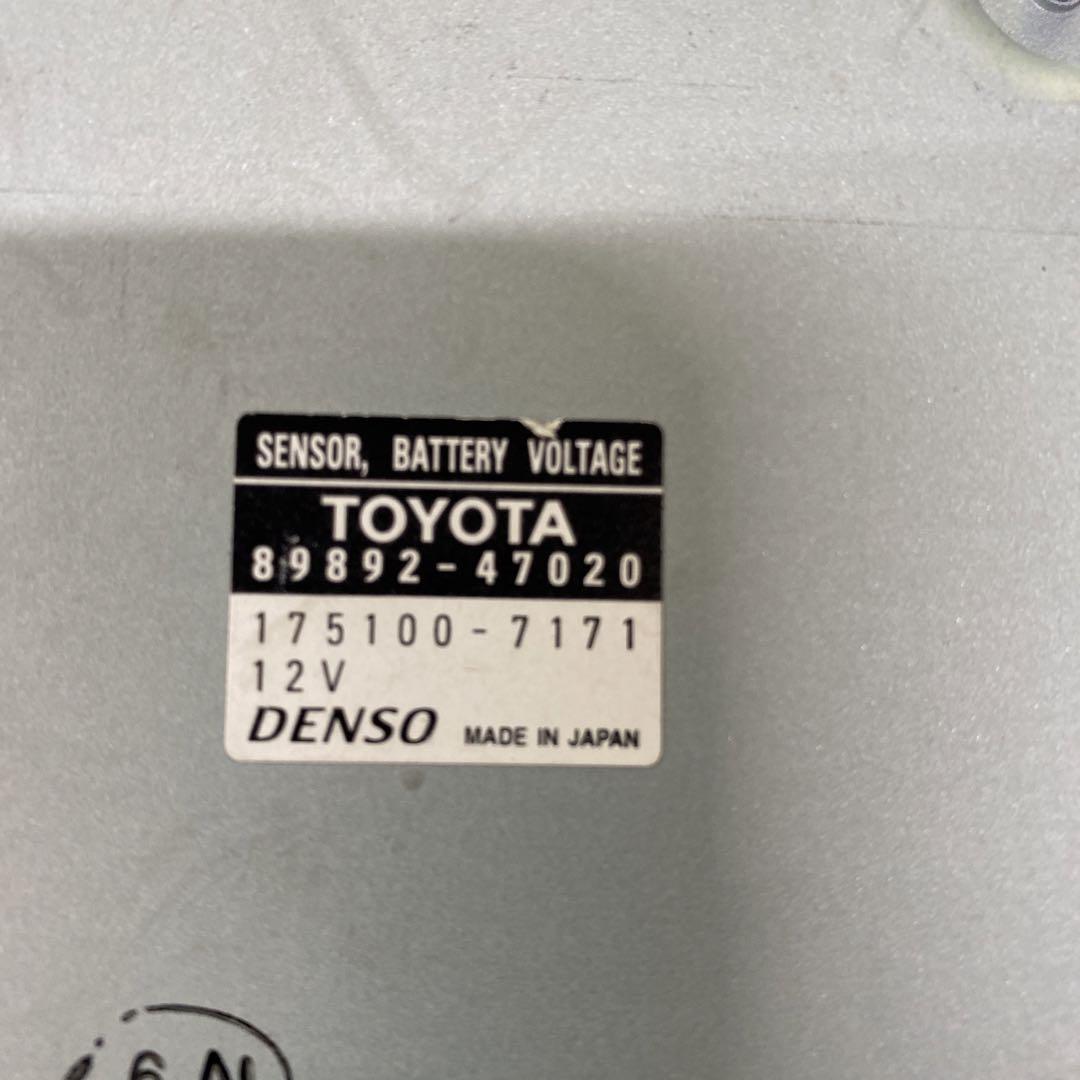 SENSOR, BATTERY VOLTAGE
TOYOTA
89892-47020
175100-7171
12V
DENSO MADE IN JAPAN